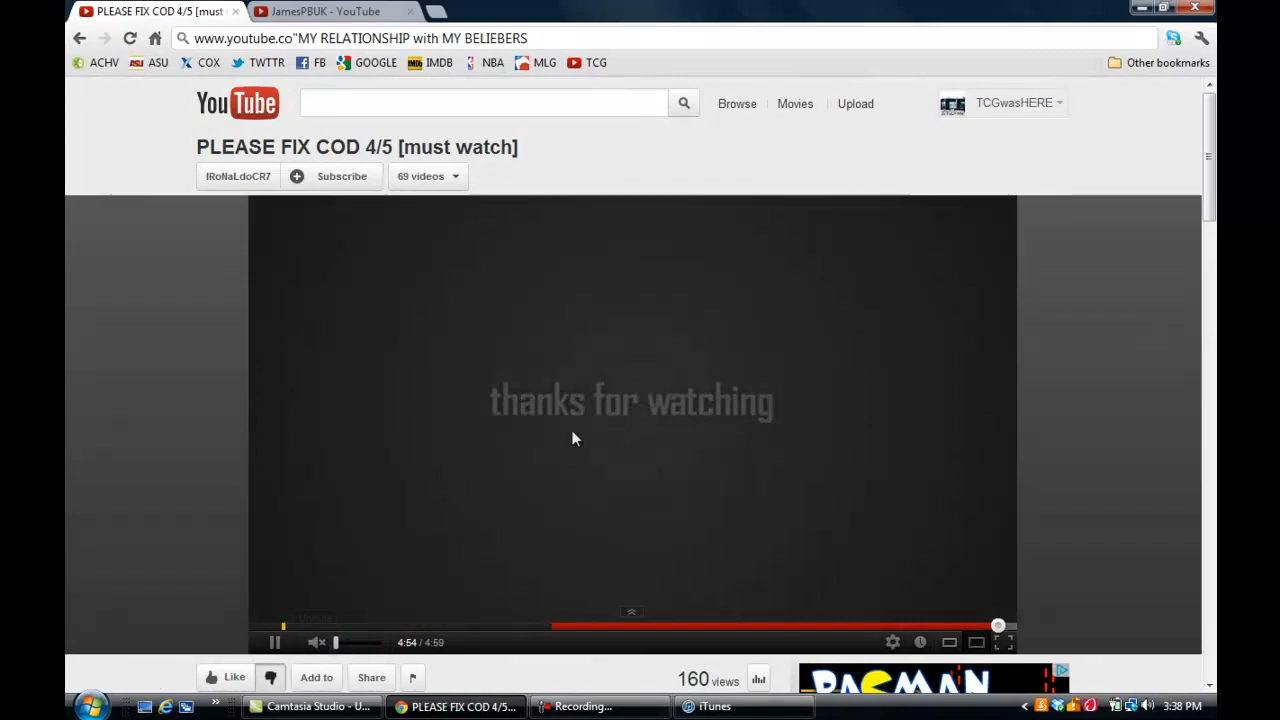 PLEASE FIX COD 4/5 [must
JamesPBUK - YouTube
www.youtube.co"MY RELATIONSHIP with MY BELIEBERS
ACHV ASU COX TWTTR FB GOOGLE IMDB NBA MLG TCG Other bookmarks
YouTube Browse Movies Upload TCGwasHERE
PLEASE FIX COD 4/5 [must watch]
IRoNaLdoCR7 Subscribe 69 videos
thanks for watching
4:54 / 4:59
Like Add to Share 160 views
PACMAN
Camtasia Studio - U... PLEASE FIX COD 4/5... Recording... iTunes 3:38 PM